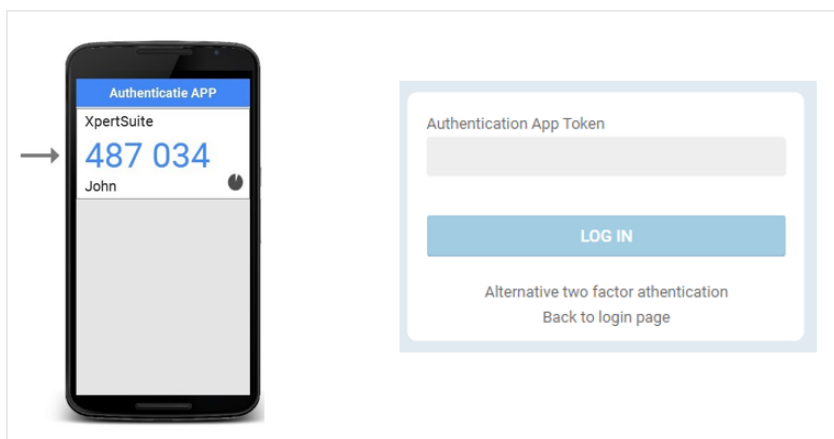 Authenticatie APP
XpertSuite
487 034
John
Authentication App Token
LOG IN
Alternative two factor athentication
Back to login page